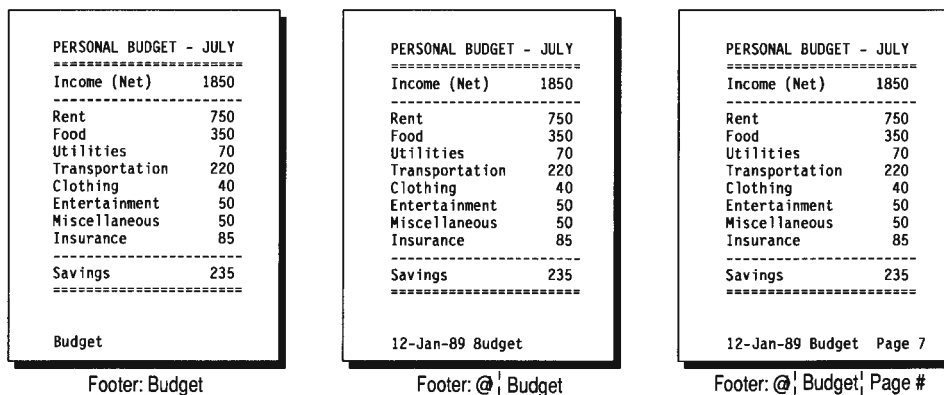 PERSONAL BUDGET - JULY
=========================
Income (Net) 1850
-------------------------
Rent 750
Food 350
Utilities 70
Transportation 220
Clothing 40
Entertainment 50
Miscellaneous 50
Insurance 85
-------------------------
Savings 235
=========================
Budget
Footer: Budget
PERSONAL BUDGET - JULY
=========================
Income (Net) 1850
-------------------------
Rent 750
Food 350
Utilities 70
Transportation 220
Clothing 40
Entertainment 50
Miscellaneous 50
Insurance 85
-------------------------
Savings 235
=========================
12-Jan-89 Budget
Footer: @¦ Budget
PERSONAL BUDGET - JULY
=========================
Income (Net) 1850
-------------------------
Rent 750
Food 350
Utilities 70
Transportation 220
Clothing 40
Entertainment 50
Miscellaneous 50
Insurance 85
-------------------------
Savings 235
=========================
12-Jan-89 Budget Page 7
Footer: @¦ Budget¦ Page #